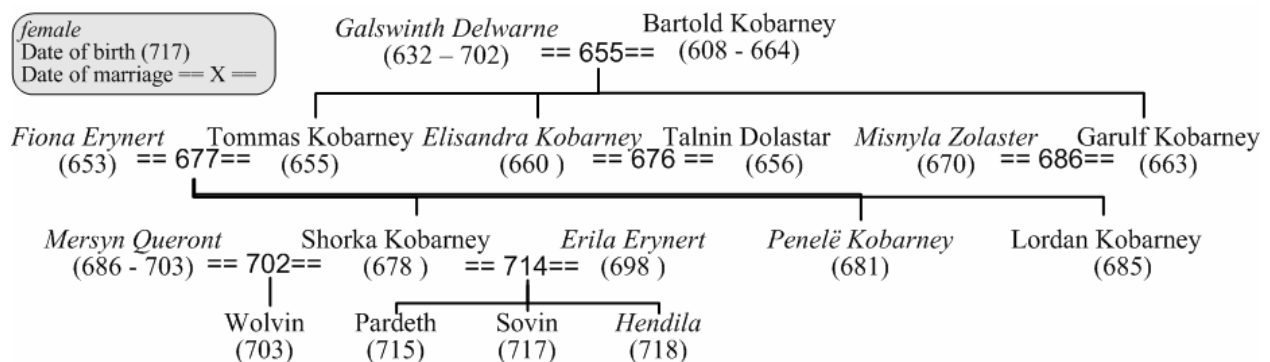 female
Date of birth (717)
Date of marriage == X ==
Galswinth Delwarne Bartold Kobarney
(632 – 702) == 655== (608 - 664)
Fiona Erynert Tommas Kobarney Elisandra Kobarney Talnin Dolastar Misnyla Zolaster Garulf Kobarney
(653) == 677== (655) (660 ) == 676 == (656) (670) == 686== (663)
Mersyn Queront Shorka Kobarney Erila Erynert Penelë Kobarney Lordan Kobarney
(686 - 703) == 702== (678 ) == 714== (698) (681) (685)
Wolvin Pardeth Sovin Hendila
(703) (715) (717) (718)